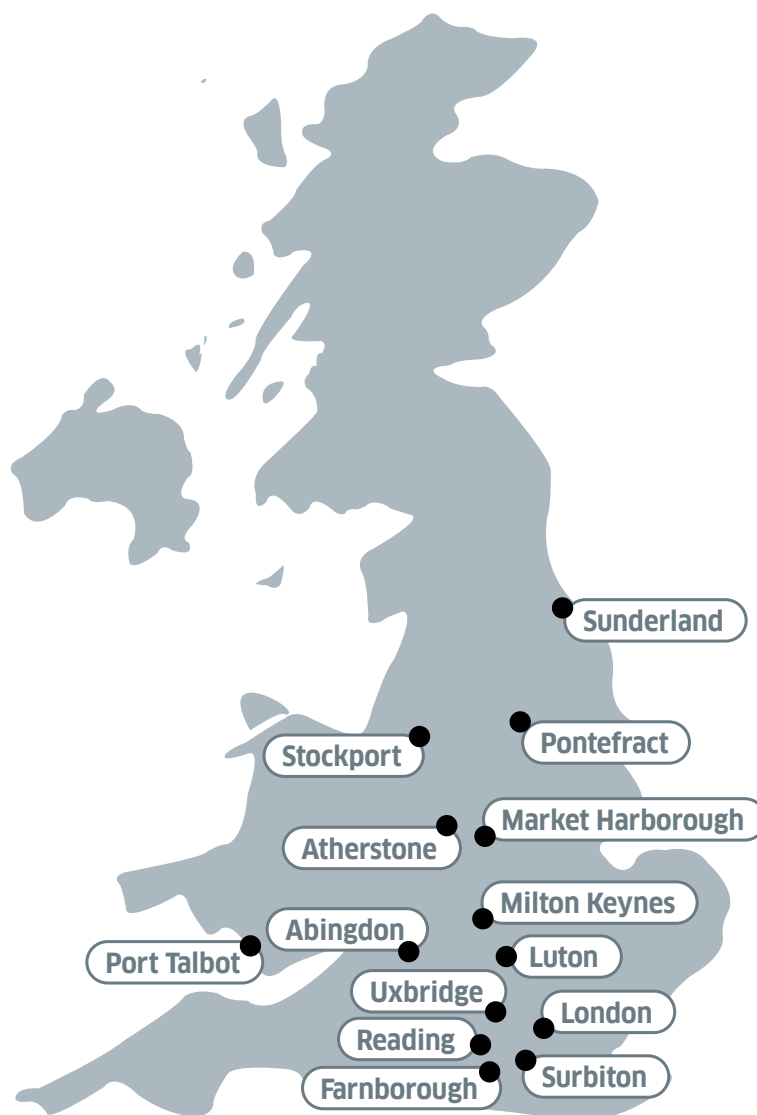 Sunderland
Pontefract
Stockport
Market Harborough
Atherstone
Milton Keynes
Abingdon
Luton
Port Talbot
Uxbridge
London
Reading
Surbiton
Farnborough